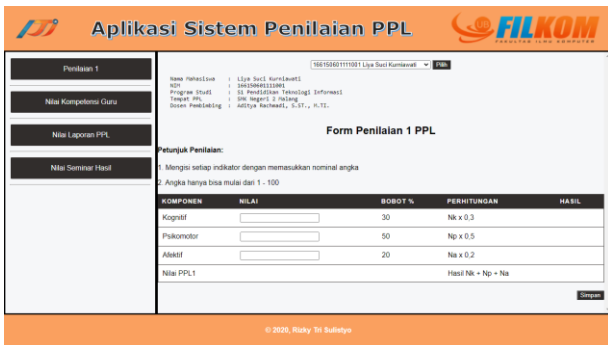 Aplikasi Sistem Penilaian PPL
FILKOM
FAKULTAS ILMU KOMPUTER
Penilaian 1
Nilai Kompetensi Guru
Nilai Laporan PPL
Nilai Seminar Hasil
166150601111001 Liya Suci Kurniawati Pilih
Nama Mahasiswa : Liya Suci Kurniawati
NIM : 166150601111001
Program Studi : S1 Pendidikan Teknologi Informasi
Tempat PPL : SMK Negeri 2 Malang
Dosen Pembimbing : Aditya Rachmadi, S.ST., M.TI.
Form Penilaian 1 PPL
Petunjuk Penilaian:
1. Mengisi setiap indikator dengan memasukkan nominal angka
2. Angka hanya bisa mulai dari 1 - 100
KOMPONEN NILAI BOBOT % PERHITUNGAN HASIL
Kognitif 30 Nk x 0,3
Psikomotor 50 Np x 0,5
Afektif 20 Na x 0,2
Nilai PPL1 Hasil Nk + Np + Na
Simpan
© 2020, Rizky Tri Sulistyo